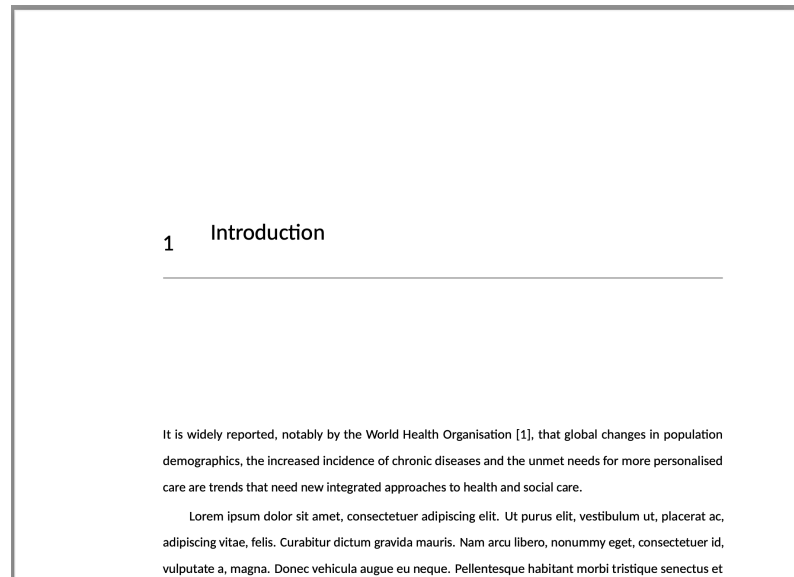 1 Introduction
It is widely reported, notably by the World Health Organisation [1], that global changes in population
demographics, the increased incidence of chronic diseases and the unmet needs for more personalised
care are trends that need new integrated approaches to health and social care.
Lorem ipsum dolor sit amet, consectetuer adipiscing elit. Ut purus elit, vestibulum ut, placerat ac,
adipiscing vitae, felis. Curabitur dictum gravida mauris. Nam arcu libero, nonummy eget, consectetuer id,
vulputate a, magna. Donec vehicula augue eu neque. Pellentesque habitant morbi tristique senectus et